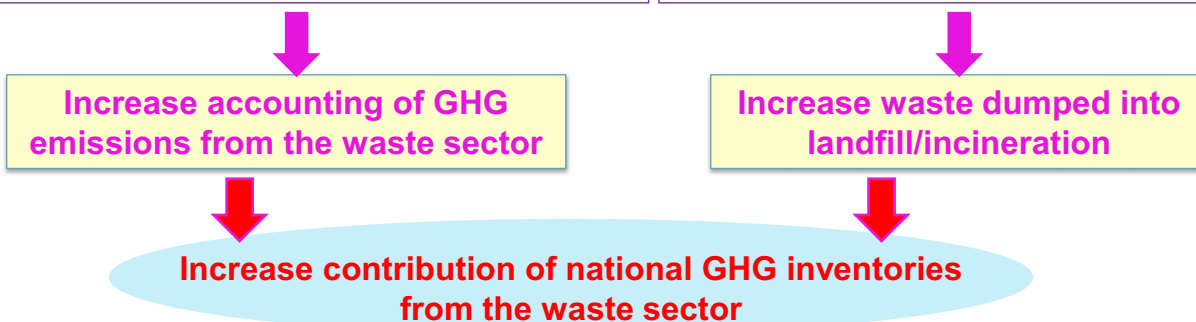 Increase accounting of GHG
emissions from the waste sector
Increase waste dumped into
landfill/incineration
Increase contribution of national GHG inventories
from the waste sector